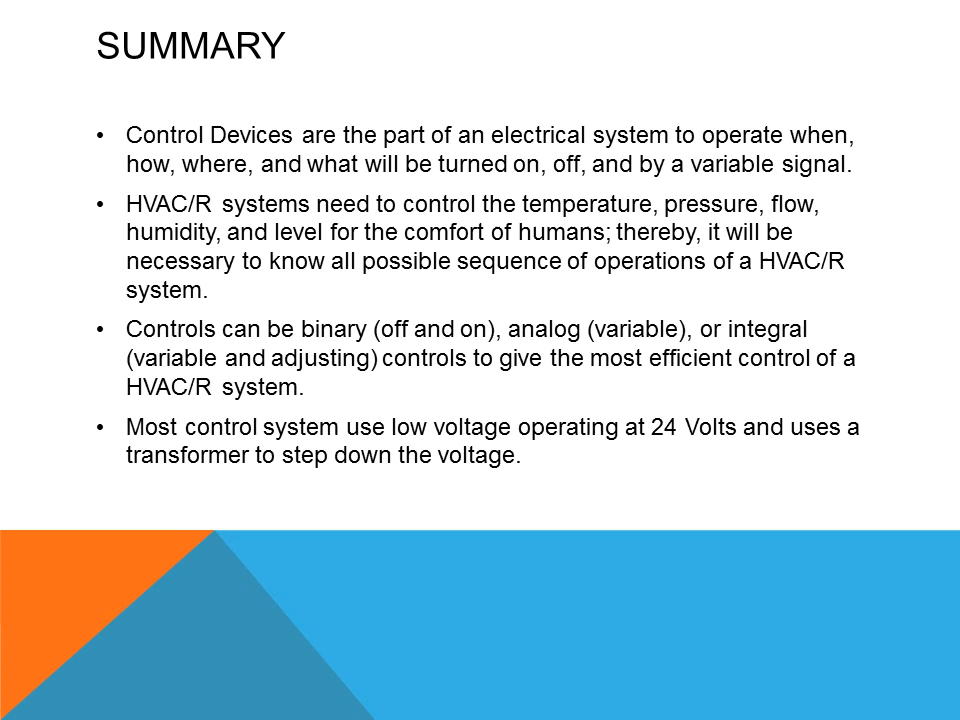 SUMMARY
• Control Devices are the part of an electrical system to operate when,
how, where, and what will be turned on, off, and by a variable signal.
• HVAC/R systems need to control the temperature, pressure, flow,
humidity, and level for the comfort of humans; thereby, it will be
necessary to know all possible sequence of operations of a HVAC/R
system.
• Controls can be binary (off and on), analog (variable), or integral
(variable and adjusting) controls to give the most efficient control of a
HVAC/R system.
• Most control system use low voltage operating at 24 Volts and uses a
transformer to step down the voltage.